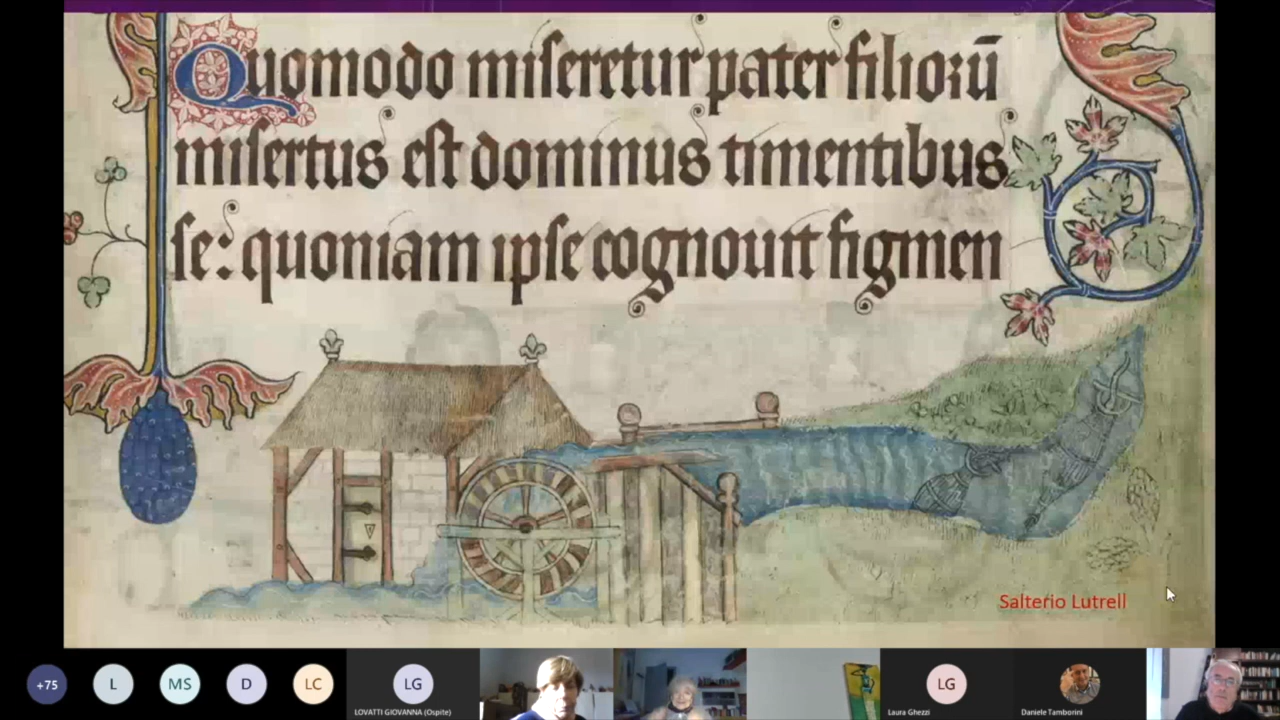 Quomodo miseretur pater filiorū
misertus est dominus timentibus
se: quoniam ipse cognouit figmen
Salterio Lutrell
+75
L
MS
D
LC
LG
LOVATTI GIOVANNA (Ospite)
LG
Laura Ghezzi
Daniele Tamborini